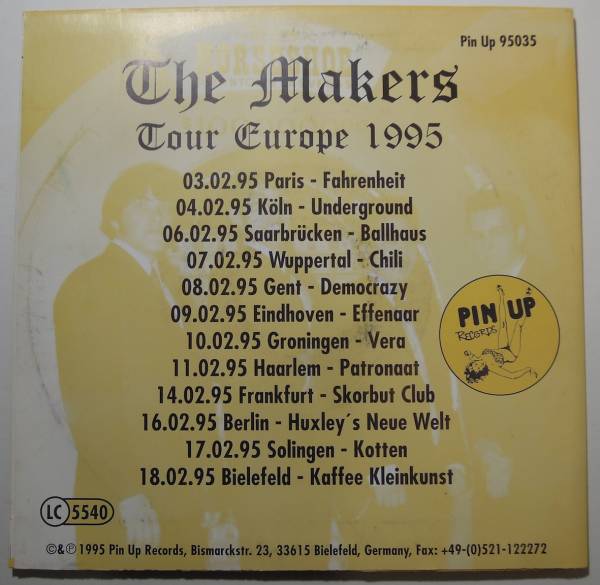 Pin Up 95035
The Makers
Tour Europe 1995
03.02.95 Paris - Fahrenheit
04.02.95 Köln - Underground
06.02.95 Saarbrücken - Ballhaus
07.02.95 Wuppertal - Chili
08.02.95 Gent - Democrazy
09.02.95 Eindhoven - Effenaar
10.02.95 Groningen - Vera
11.02.95 Haarlem - Patronaat
14.02.95 Frankfurt - Skorbut Club
16.02.95 Berlin - Huxley´s Neue Welt
17.02.95 Solingen - Kotten
18.02.95 Bielefeld - Kaffee Kleinkunst
PIN UP
RECORDS
LC 5540
©&℗ 1995 Pin Up Records, Bismarckstr. 23, 33615 Bielefeld, Germany, Fax: +49-(0)521-122272